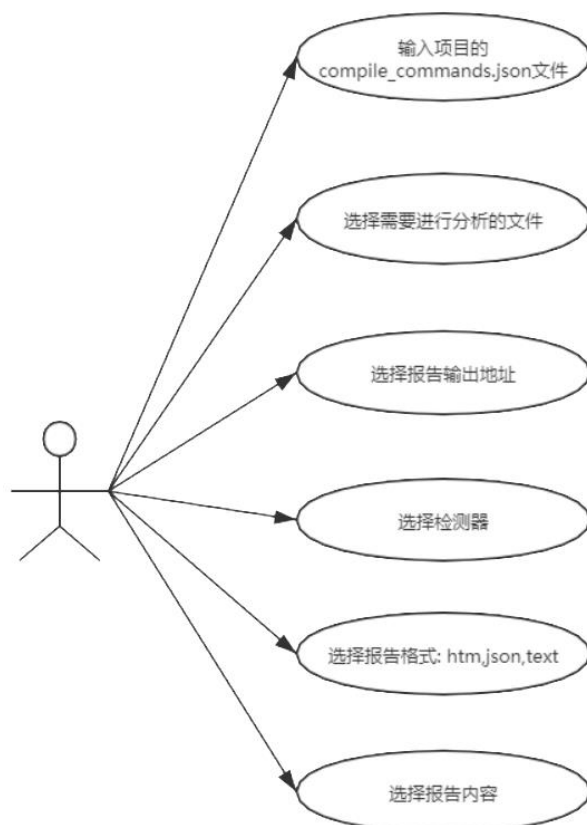 输入项目的
compile_commands.json文件
选择需要进行分析的文件
选择报告输出地址
选择检测器
选择报告格式: htm,json,text
选择报告内容